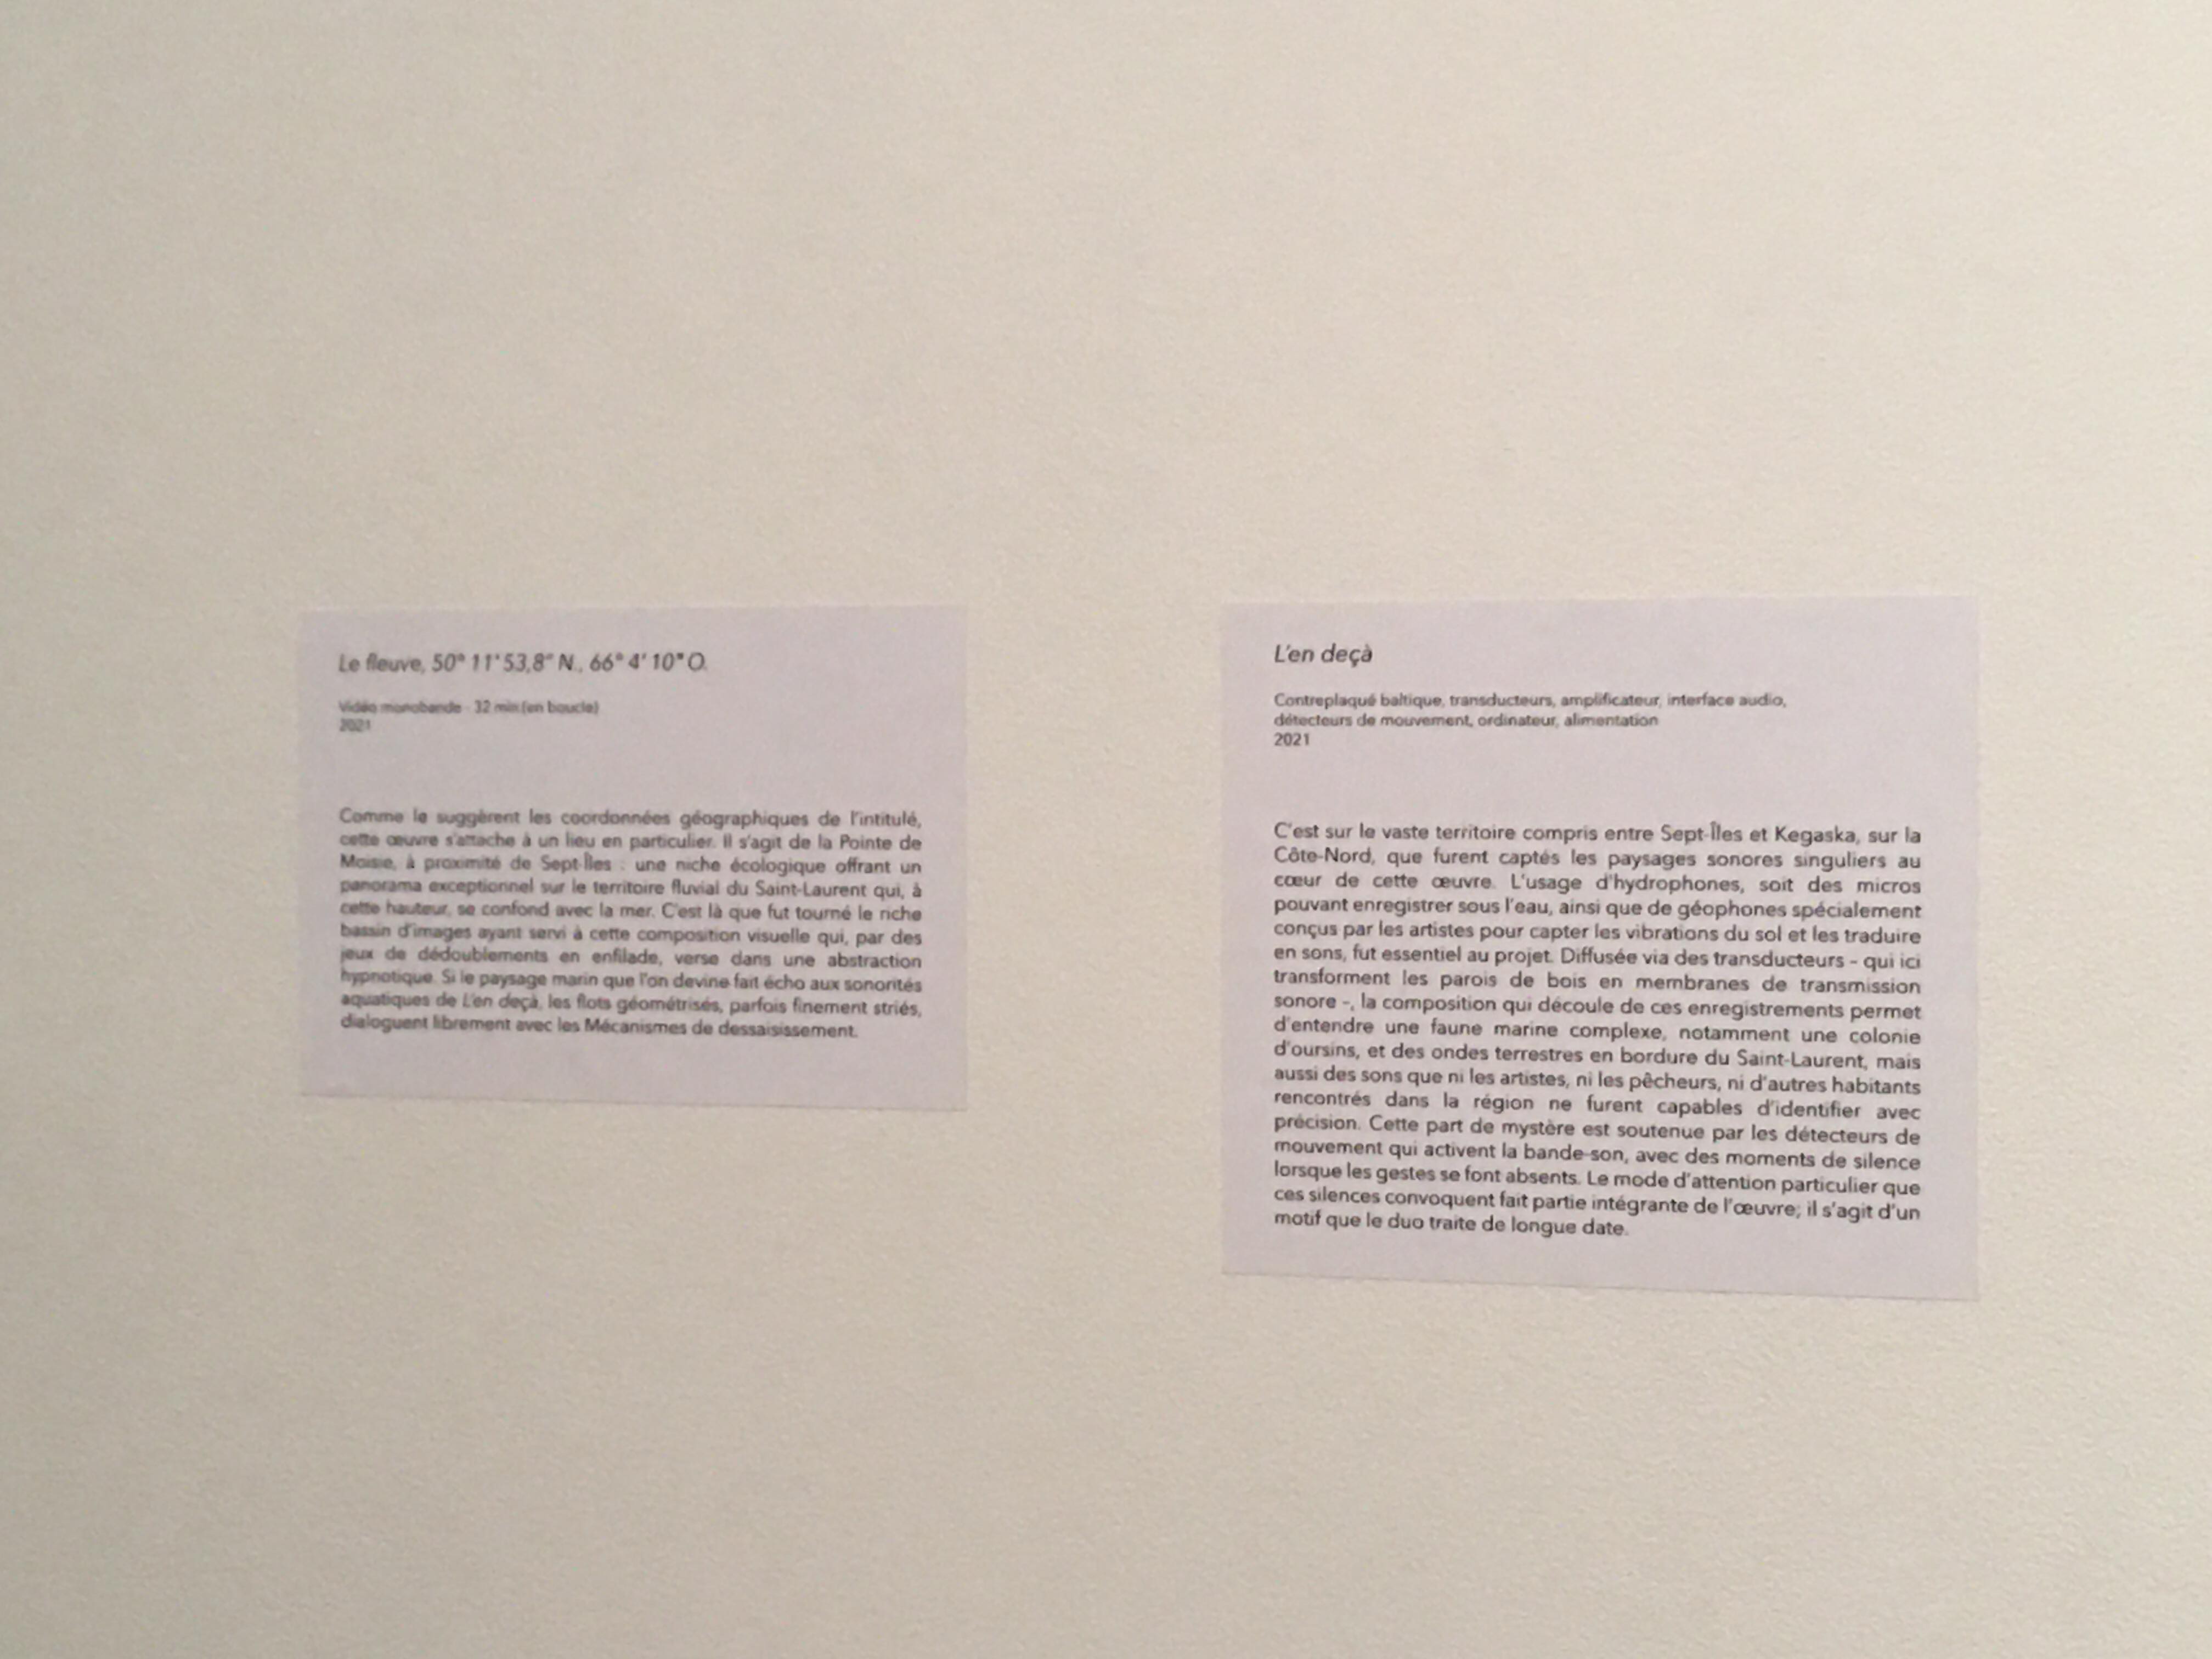 Le fleuve, 50° 11' 53,8" N., 66° 4' 10" O.
Vidéo monobande - 32 min (en boucle)
2021
Comme le suggèrent les coordonnées géographiques de l'intitulé,
cette œuvre s'attache à un lieu en particulier. Il s'agit de la Pointe de
Moisie, à proximité de Sept-Îles : une niche écologique offrant un
panorama exceptionnel sur le territoire fluvial du Saint-Laurent qui, à
cette hauteur, se confond avec la mer. C'est là que fut tourné le riche
bassin d'images ayant servi à cette composition visuelle qui, par des
jeux de dédoublements en enfilade, verse dans une abstraction
hypnotique. Si le paysage marin que l'on devine fait écho aux sonorités
aquatiques de L'en deçà, les flots géométrisés, parfois finement striés,
dialoguent librement avec les Mécanismes de dessaisissement.
L'en deçà
Contreplaqué baltique, transducteurs, amplificateur, interface audio,
détecteurs de mouvement, ordinateur, alimentation
2021
C'est sur le vaste territoire compris entre Sept-Îles et Kegaska, sur la
Côte-Nord, que furent captés les paysages sonores singuliers au
cœur de cette œuvre. L'usage d'hydrophones, soit des micros
pouvant enregistrer sous l'eau, ainsi que de géophones spécialement
conçus par les artistes pour capter les vibrations du sol et les traduire
en sons, fut essentiel au projet. Diffusée via des transducteurs - qui ici
transforment les parois de bois en membranes de transmission
sonore -, la composition qui découle de ces enregistrements permet
d'entendre une faune marine complexe, notamment une colonie
d'oursins, et des ondes terrestres en bordure du Saint-Laurent, mais
aussi des sons que ni les artistes, ni les pêcheurs, ni d'autres habitants
rencontrés dans la région ne furent capables d'identifier avec
précision. Cette part de mystère est soutenue par les détecteurs de
mouvement qui activent la bande-son, avec des moments de silence
lorsque les gestes se font absents. Le mode d'attention particulier que
ces silences convoquent fait partie intégrante de l'œuvre; il s'agit d'un
motif que le duo traite de longue date.